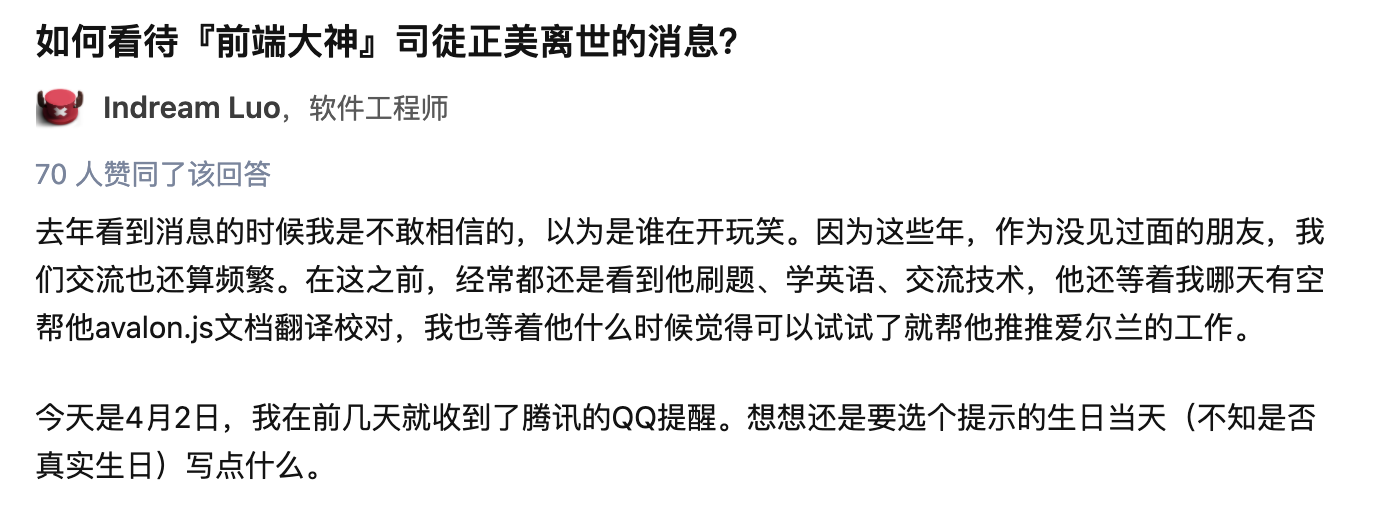 如何看待『前端大神』司徒正美离世的消息？
Indream Luo，软件工程师
70 人赞同了该回答
去年看到消息的时候我是不敢相信的，以为是谁在开玩笑。因为这些年，作为没见过面的朋友，我
们交流也还算频繁。在这之前，经常都还是看到他刷题、学英语、交流技术，他还等着我哪天有空
帮他avalon.js文档翻译校对，我也等着他什么时候觉得可以试试了就帮他推推爱尔兰的工作。
今天是4月2日，我在前几天就收到了腾讯的QQ提醒。想想还是要选个提示的生日当天（不知是否
真实生日）写点什么。